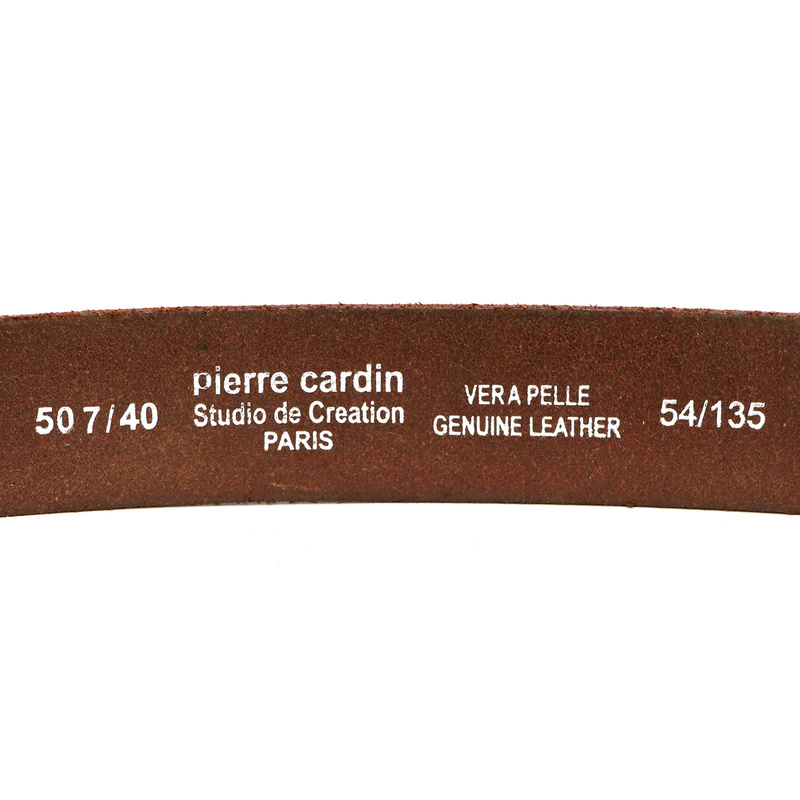 50 7/40
pierre cardin
Studio de Creation
PARIS
VERA PELLE
GENUINE LEATHER
54/135